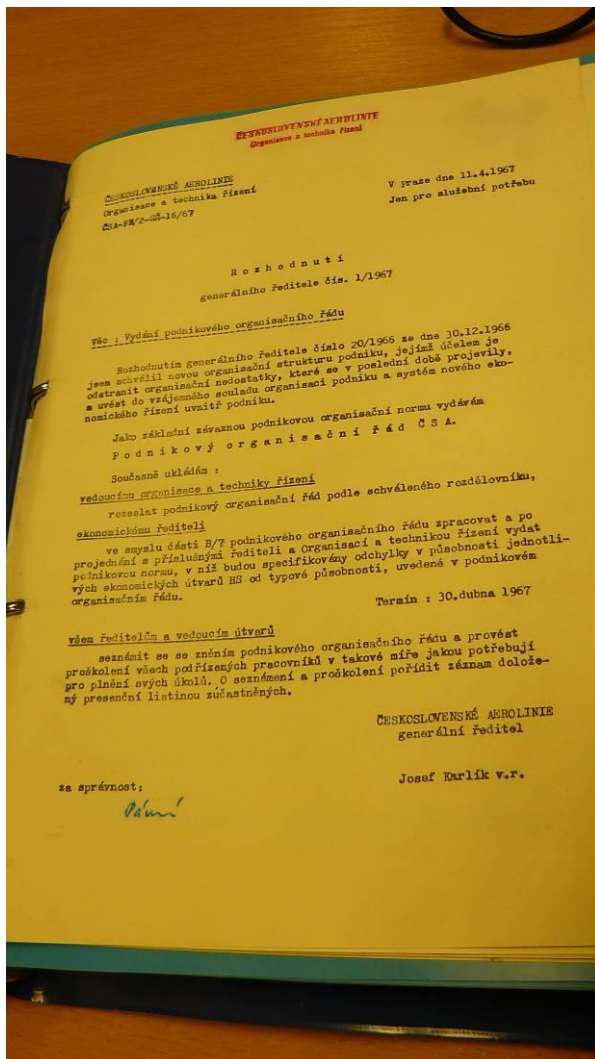 ČESKOSLOVENSKÉ AEROLINIE
Organisace a technika řízení
ČESKOSLOVENSKÉ AEROLINIE
Organisace a technika řízení
ČSA-PŘ/2-GŘ-16/67
V praze dne 11.4.1967
Jen pro služební potřebu
Rozhodnutí
generálního ředitele čís. 1/1967
Věc : Vydání podnikového organisačního řádu
Rozhodnutím generálního ředitele číslo 20/1966 ze dne 30.12.1966
jsem schválil novou organisační strukturu podniku, jejímž účelem je
odstranit organisační nedostatky, které se v poslední době projevily,
a uvést do vzájemného souladu organisaci podniku a systém nového eko-
nomického řízení uvnitř podniku.
Jako základní závaznou podnikovou organisační normu vydávám
Podnikový organisační řád ČSA.
Současně ukládám :
vedoucímu organisace a techniky řízení
rozeslat podnikový organisační řád podle schváleného rozdělovníku,
ekonomickému řediteli
ve smyslu části B/7 podnikového organisačního řádu zpracovat a po
projednání s příslušnými řediteli a Organisací a technikou řízení vydat
podnikovou normu, v níž budou specifikovány odchylky v působnosti jednotli-
vých ekonomických útvarů HS od typové působnosti, uvedené v podnikovém
organisačním řádu.
Termín : 30.dubna 1967
všem ředitelům a vedoucím útvarů
seznámit se se zněním podnikového organisačního řádu a provést
proškolení všech podřízených pracovníků v takové míře jakou potřebují
pro plnění svých úkolů. O seznámení a proškolení pořídit záznam dolože-
ný presenční listinou zúčastněných.
ČESKOSLOVENSKÉ AEROLINIE
generální ředitel
Josef Karlík v.r.
za správnost: